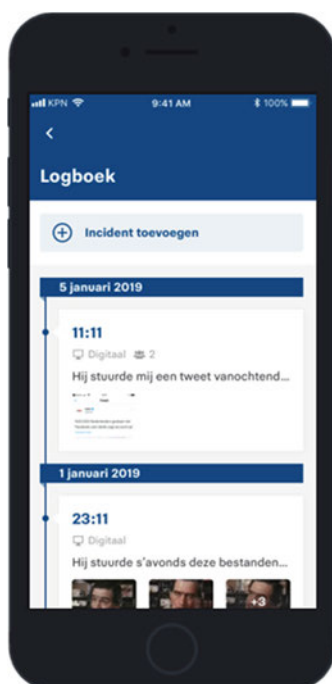 KPN 9:41 AM 100%
Logboek
Incident toevoegen
5 januari 2019
11:11
Digitaal 2
Hij stuurde mij een tweet vanochtend...
1 januari 2019
23:11
Digitaal
Hij stuurde s'avonds deze bestanden...
+3